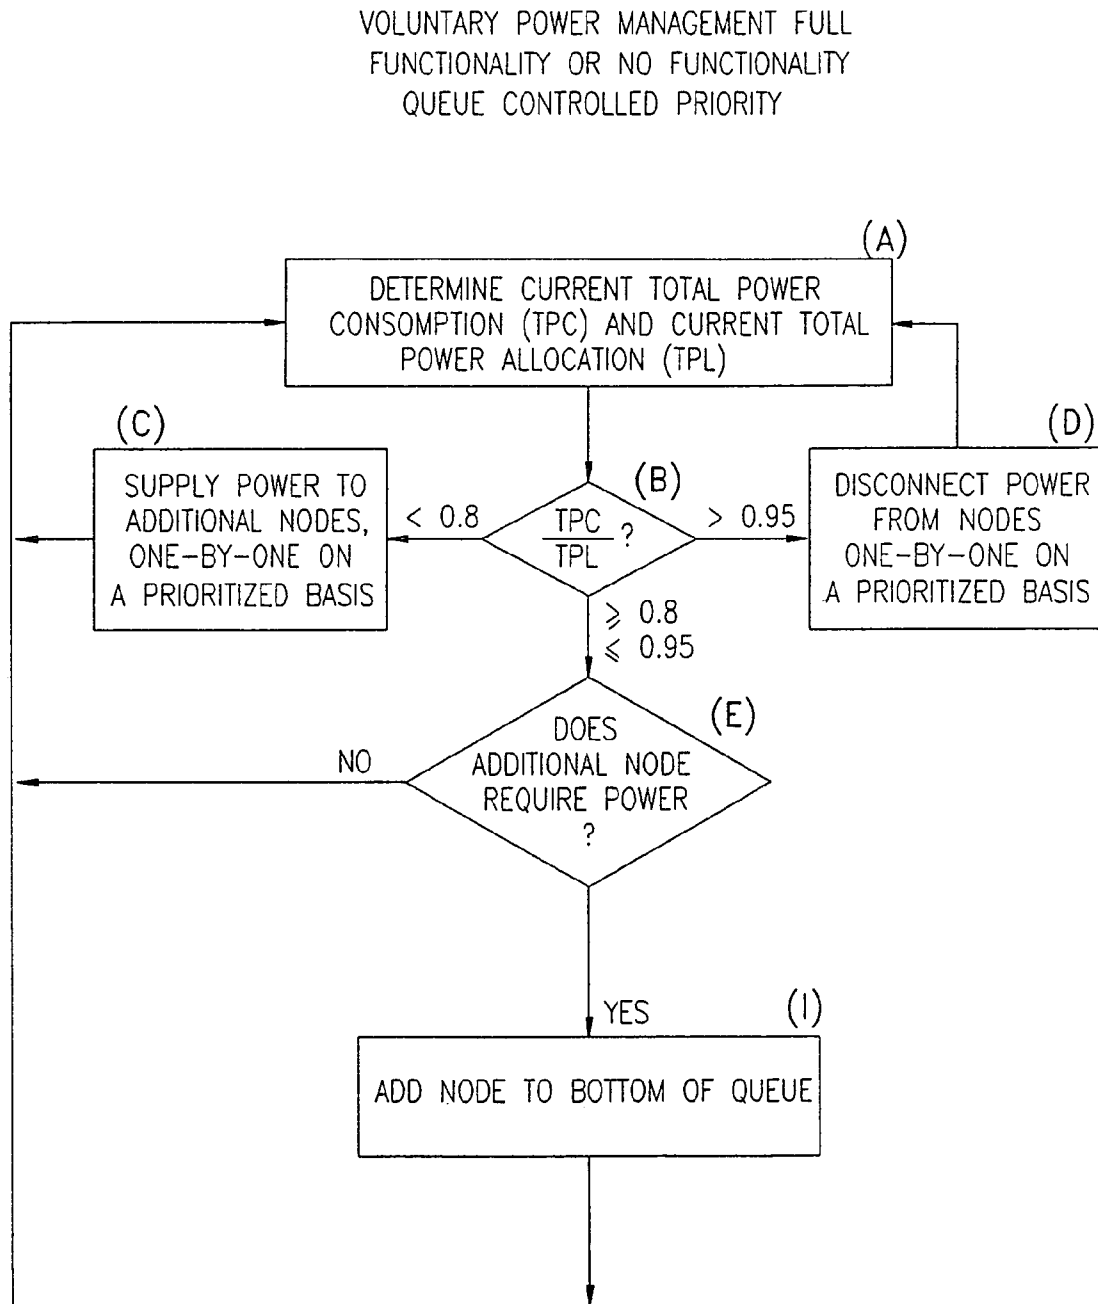 VOLUNTARY POWER MANAGEMENT FULL
FUNCTIONALITY OR NO FUNCTIONALITY
QUEUE CONTROLLED PRIORITY
(A)
DETERMINE CURRENT TOTAL POWER
CONSOMPTION (TPC) AND CURRENT TOTAL
POWER ALLOCATION (TPL)
(C)
SUPPLY POWER TO
ADDITIONAL NODES,
ONE-BY-ONE ON
A PRIORITIZED BASIS
< 0.8
(B)
TPC
TPL
?
> 0.95
(D)
DISCONNECT POWER
FROM NODES
ONE-BY-ONE ON
A PRIORITIZED BASIS
⩾ 0.8
⩽ 0.95
(E)
DOES
ADDITIONAL NODE
REQUIRE POWER
?
NO
YES
(I)
ADD NODE TO BOTTOM OF QUEUE